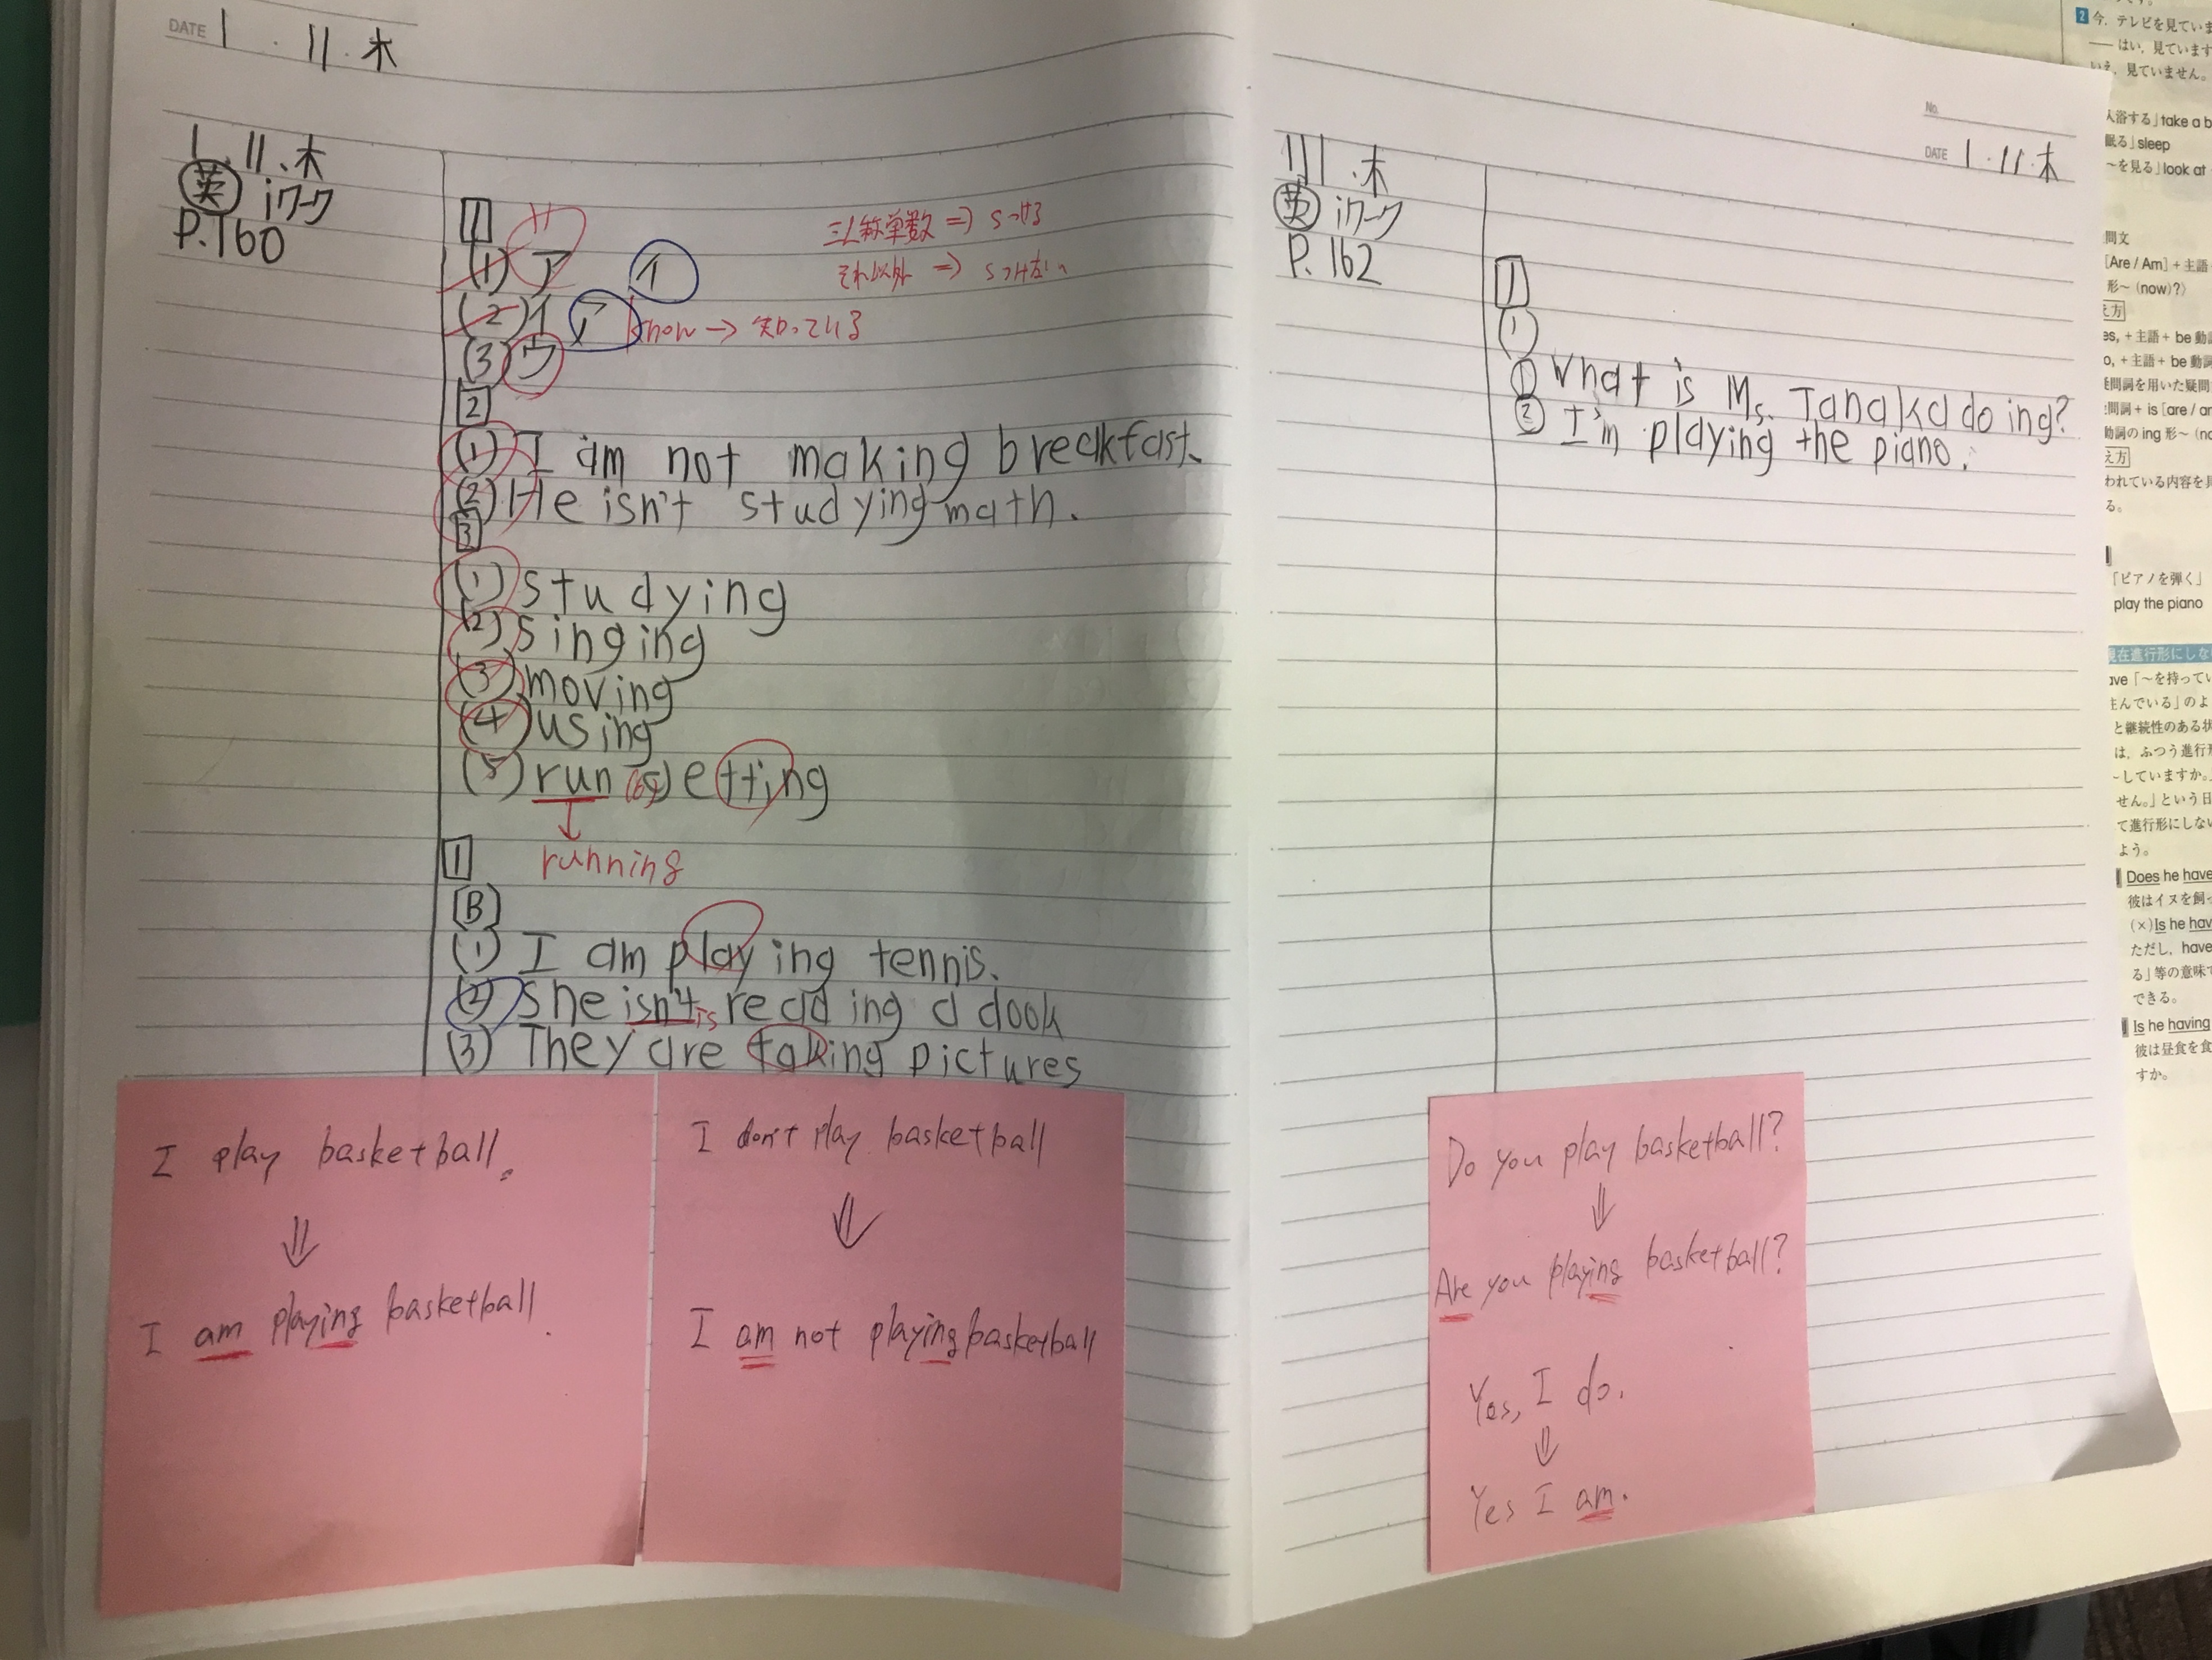 DATE 1 . 11 . 木
1 . 11 . 木
英 iワーク
P.160
1
(1) ア
三人称単数 => sつける
それ以外 => sつけない
(2) イ ア know → 知っている
イ
(3) ウ
2
(1) I am not making breakfast.
(2) He isn't studying math.
3
(1) studying
(2) singing
(3) moving
(4) using
(5) run (6) setting
running
1
[B]
(1) I am playing tennis.
(2) She isn't is reading a dook
(3) They are taking pictures
I play basketball.
I am playing basketball.
I don't play basketball
I am not playing basketball
No.
DATE 1 . 11 . 木
1 11 . 木
英 iワーク
P. 162
1
(1)
① What is Ms. Tanaka doing?
② I'm playing the piano.
Do you play basketball?
Are you playing basketball?
Yes, I do.
Yes I am.
2 今，テレビを見ていま
── はい，見ています
いえ，見ていません。
入浴する」take a b
眠る」sleep
～を見る」look at
問文
[Are / Am] + 主語
形～ (now)?)
え方
es, + 主語 + be 動
o, + 主語 + be 動詞
疑問詞を用いた疑問
問詞 + is [are / ar
動詞の ing 形～ (no
え方
われている内容を具
る。
「ピアノを弾く」
play the piano
現在進行形にしな
ave「～を持ってい
住んでいる」のよ
と継続性のある状
は，ふつう進行形
～していますか。
せん。」という日
て進行形にしない
よう。
Does he have
彼はイヌを飼っ
(×)Is he hav
ただし，have
る」等の意味で
できる。
Is he having
彼は昼食を食
すか。